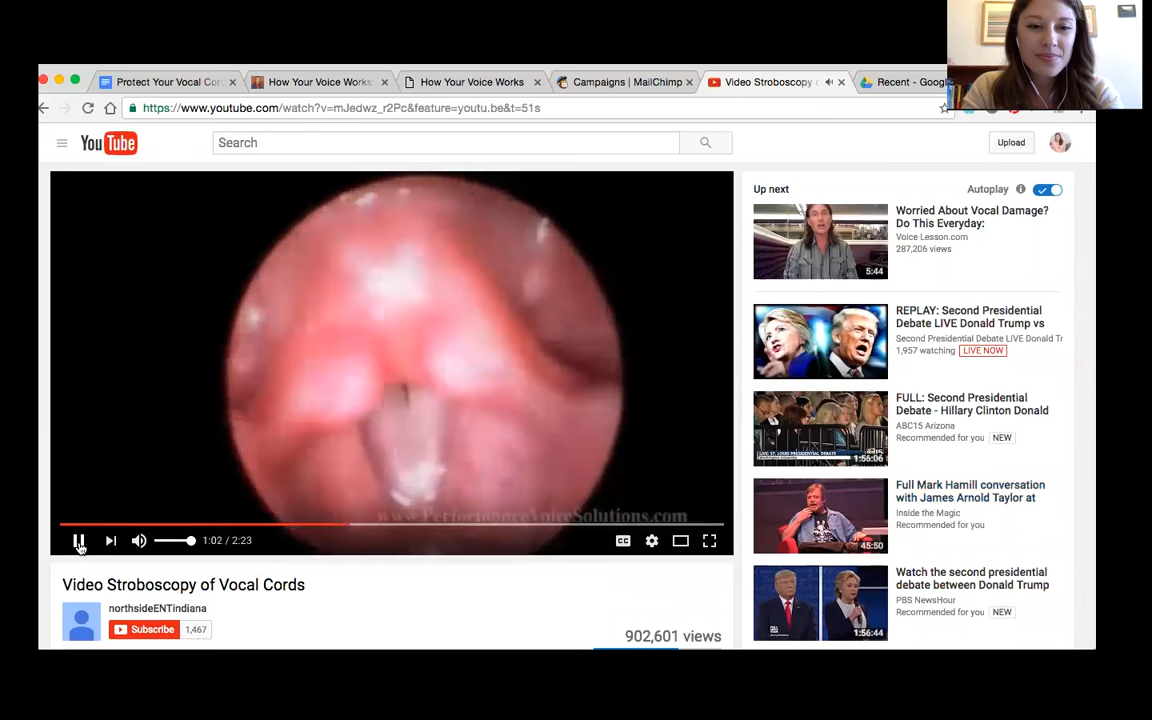 Protect Your Vocal Cord
How Your Voice Works:
How Your Voice Works
Campaigns | MailChimp
Video Stroboscopy
Recent - Goog
https://www.youtube.com/watch?v=mJedwz_r2Pc&feature=youtu.be&t=51s
YouTube
Search
Upload
www.PerformanceVoiceSolutions.com
1:02 / 2:23
CC
Video Stroboscopy of Vocal Cords
northsideENTindiana
Subscribe 1,467
902,601 views
Up next
Autoplay
Worried About Vocal Damage?
Do This Everyday:
Voice Lesson.com
287,206 views
5:44
REPLAY: Second Presidential
Debate LIVE Donald Trump vs
Second Presidential Debate LIVE Donald Tr
1,957 watching LIVE NOW
FULL: Second Presidential
Debate - Hillary Clinton Donald
ABC15 Arizona
Recommended for you NEW
1:56:06
Full Mark Hamill conversation
with James Arnold Taylor at
Inside the Magic
Recommended for you
45:50
Watch the second presidential
debate between Donald Trump
PBS NewsHour
Recommended for you NEW
1:56:44